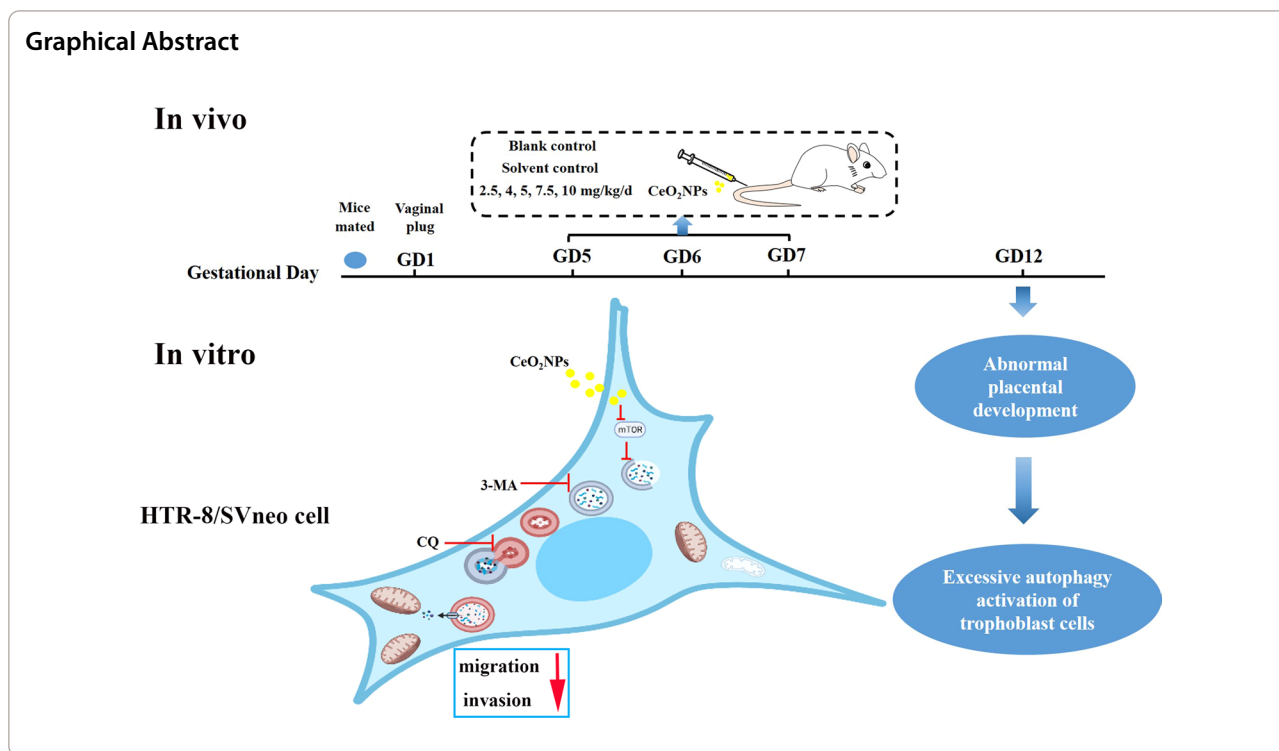 Graphical Abstract
In vivo
Blank control
Solvent control
2.5, 4, 5, 7.5, 10 mg/kg/d
CeO₂NPs
Mice
mated
Vaginal
plug
Gestational Day
GD1
GD5
GD6
GD7
GD12
In vitro
CeO₂NPs
mTOR
3-MA
HTR-8/SVneo cell
CQ
migration
invasion
Abnormal
placental
development
Excessive autophagy
activation of
trophoblast cells